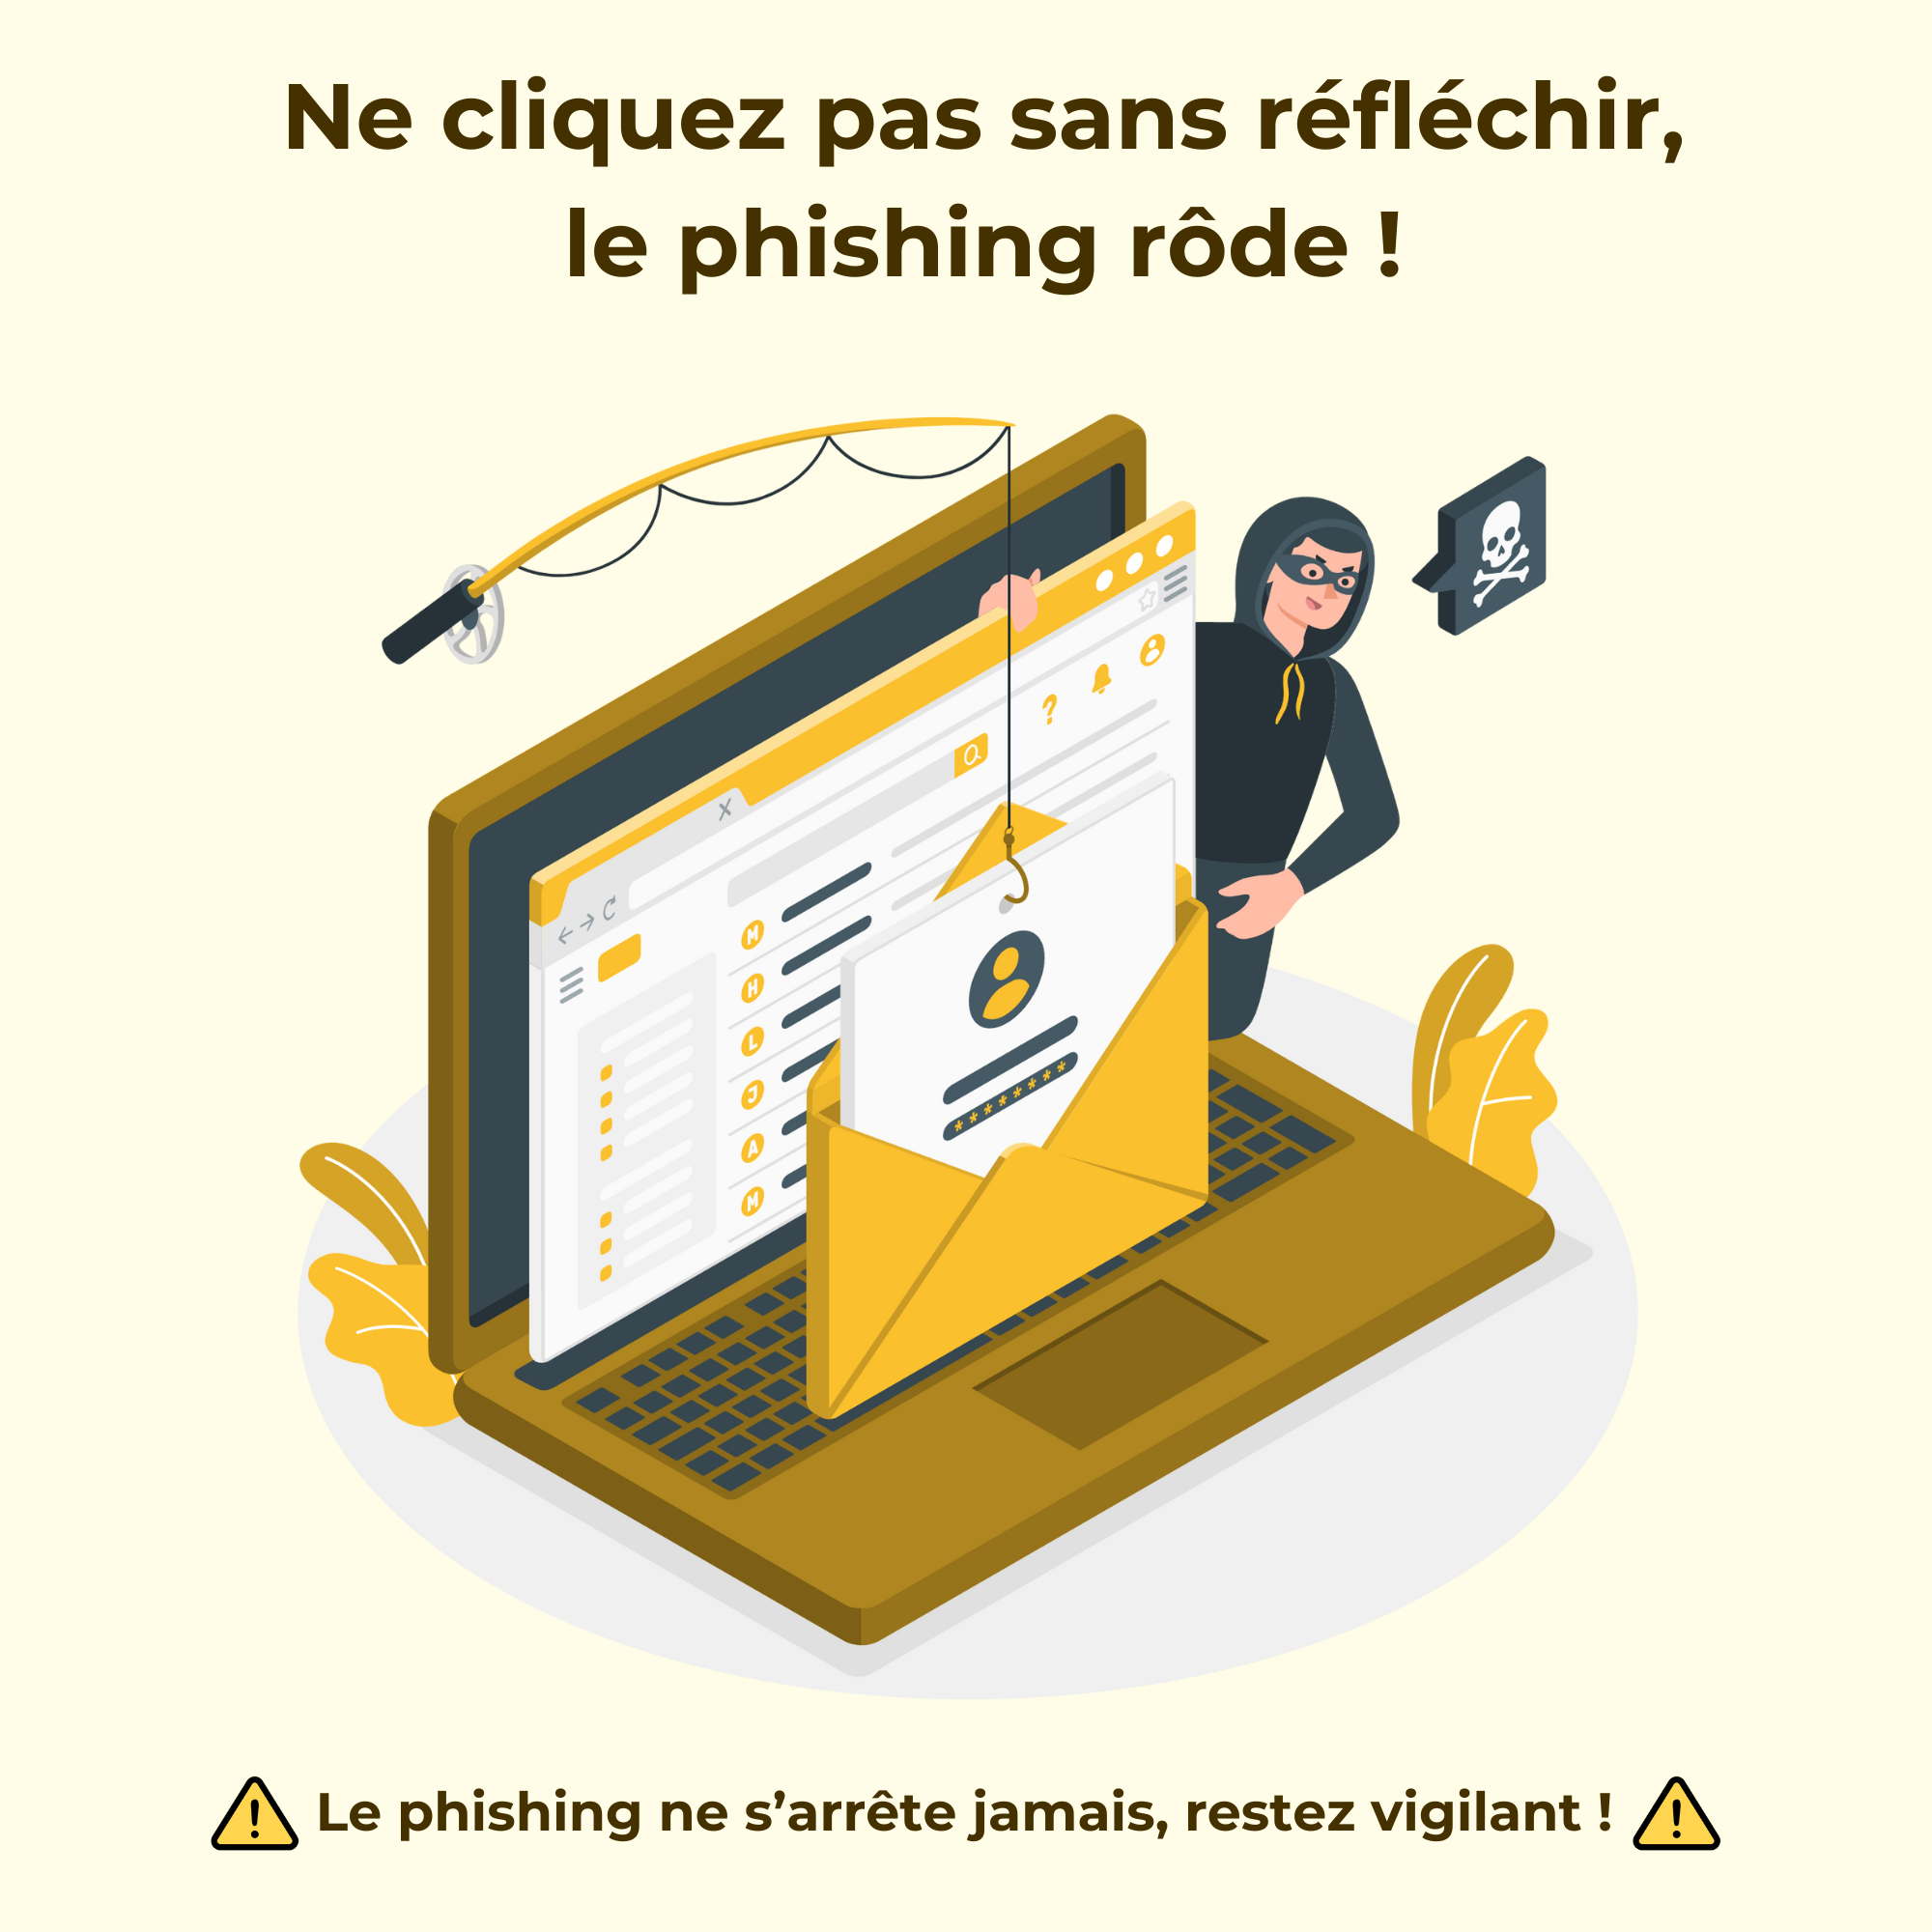 Ne cliquez pas sans réfléchir,
le phishing rôde !
?
M
H
L
J
A
M
*******
Le phishing ne s’arrête jamais, restez vigilant !